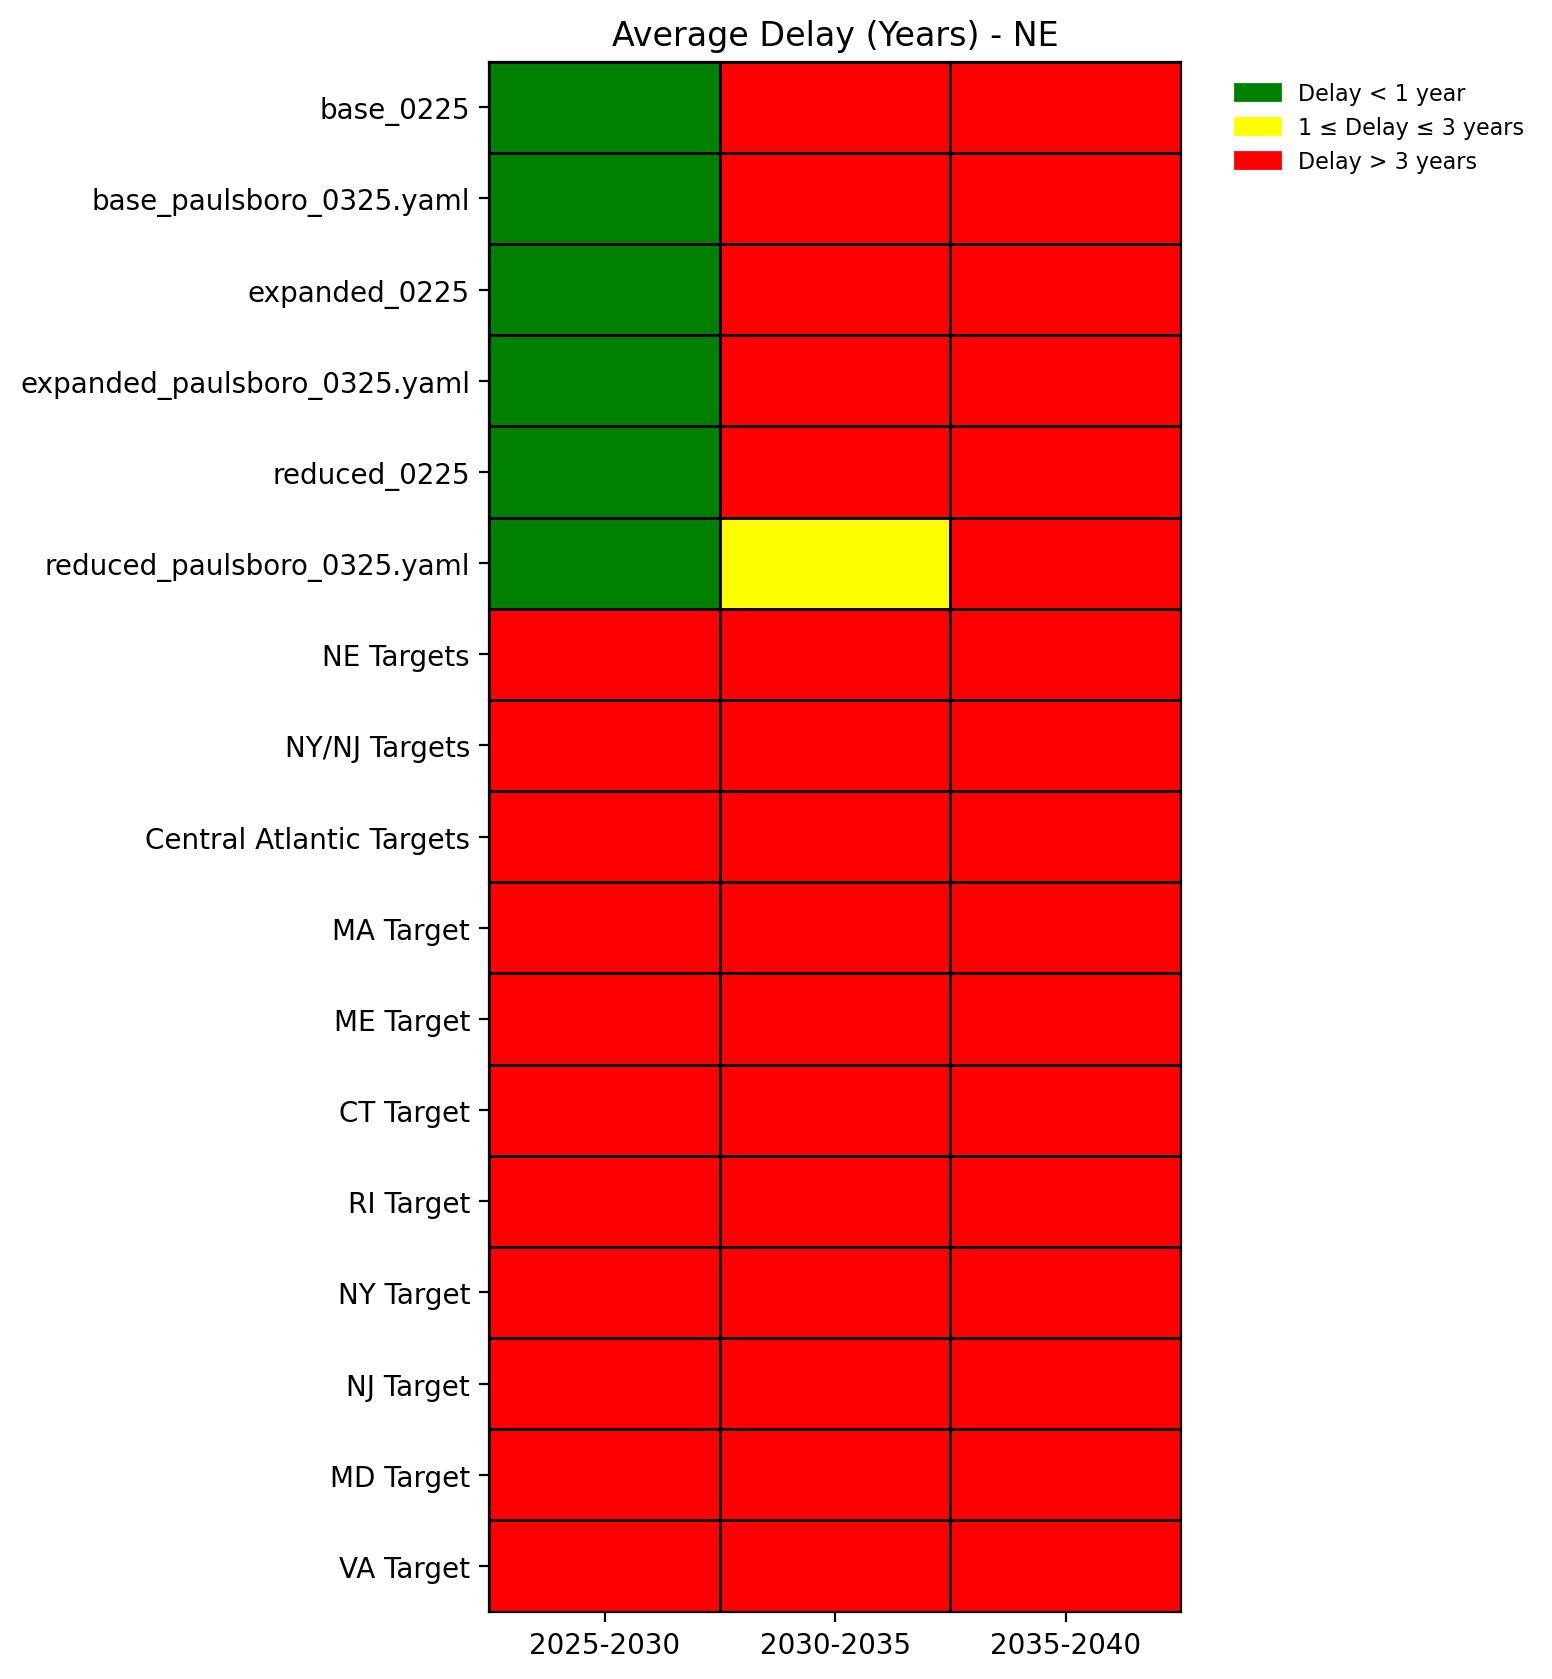 Average Delay (Years) - NE
Delay < 1 year
1 ≤ Delay ≤ 3 years
Delay > 3 years
base_0225
base_paulsboro_0325.yaml
expanded_0225
expanded_paulsboro_0325.yaml
reduced_0225
reduced_paulsboro_0325.yaml
NE Targets
NY/NJ Targets
Central Atlantic Targets
MA Target
ME Target
CT Target
RI Target
NY Target
NJ Target
MD Target
VA Target
2025-2030 2030-2035 2035-2040